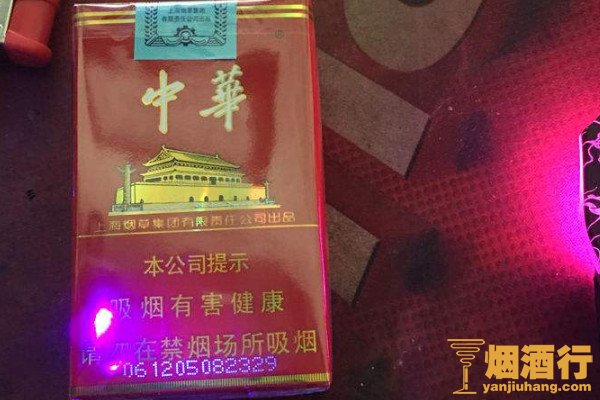 上海烟草集团
有限责任公司出品
®
中華
上海烟草集团有限责任公司出品
本公司提示
吸烟有害健康
请勿在禁烟场所吸烟
061205082329
烟酒行
yanjiuhang.com